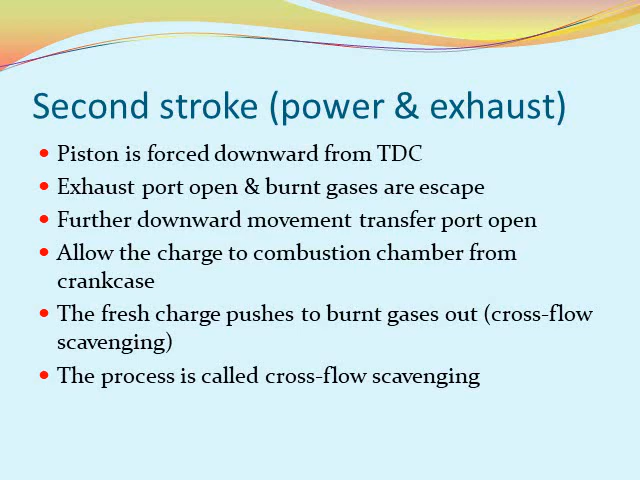 Second stroke (power & exhaust)
• Piston is forced downward from TDC
• Exhaust port open & burnt gases are escape
• Further downward movement transfer port open
• Allow the charge to combustion chamber from
crankcase
• The fresh charge pushes to burnt gases out (cross-flow
scavenging)
• The process is called cross-flow scavenging